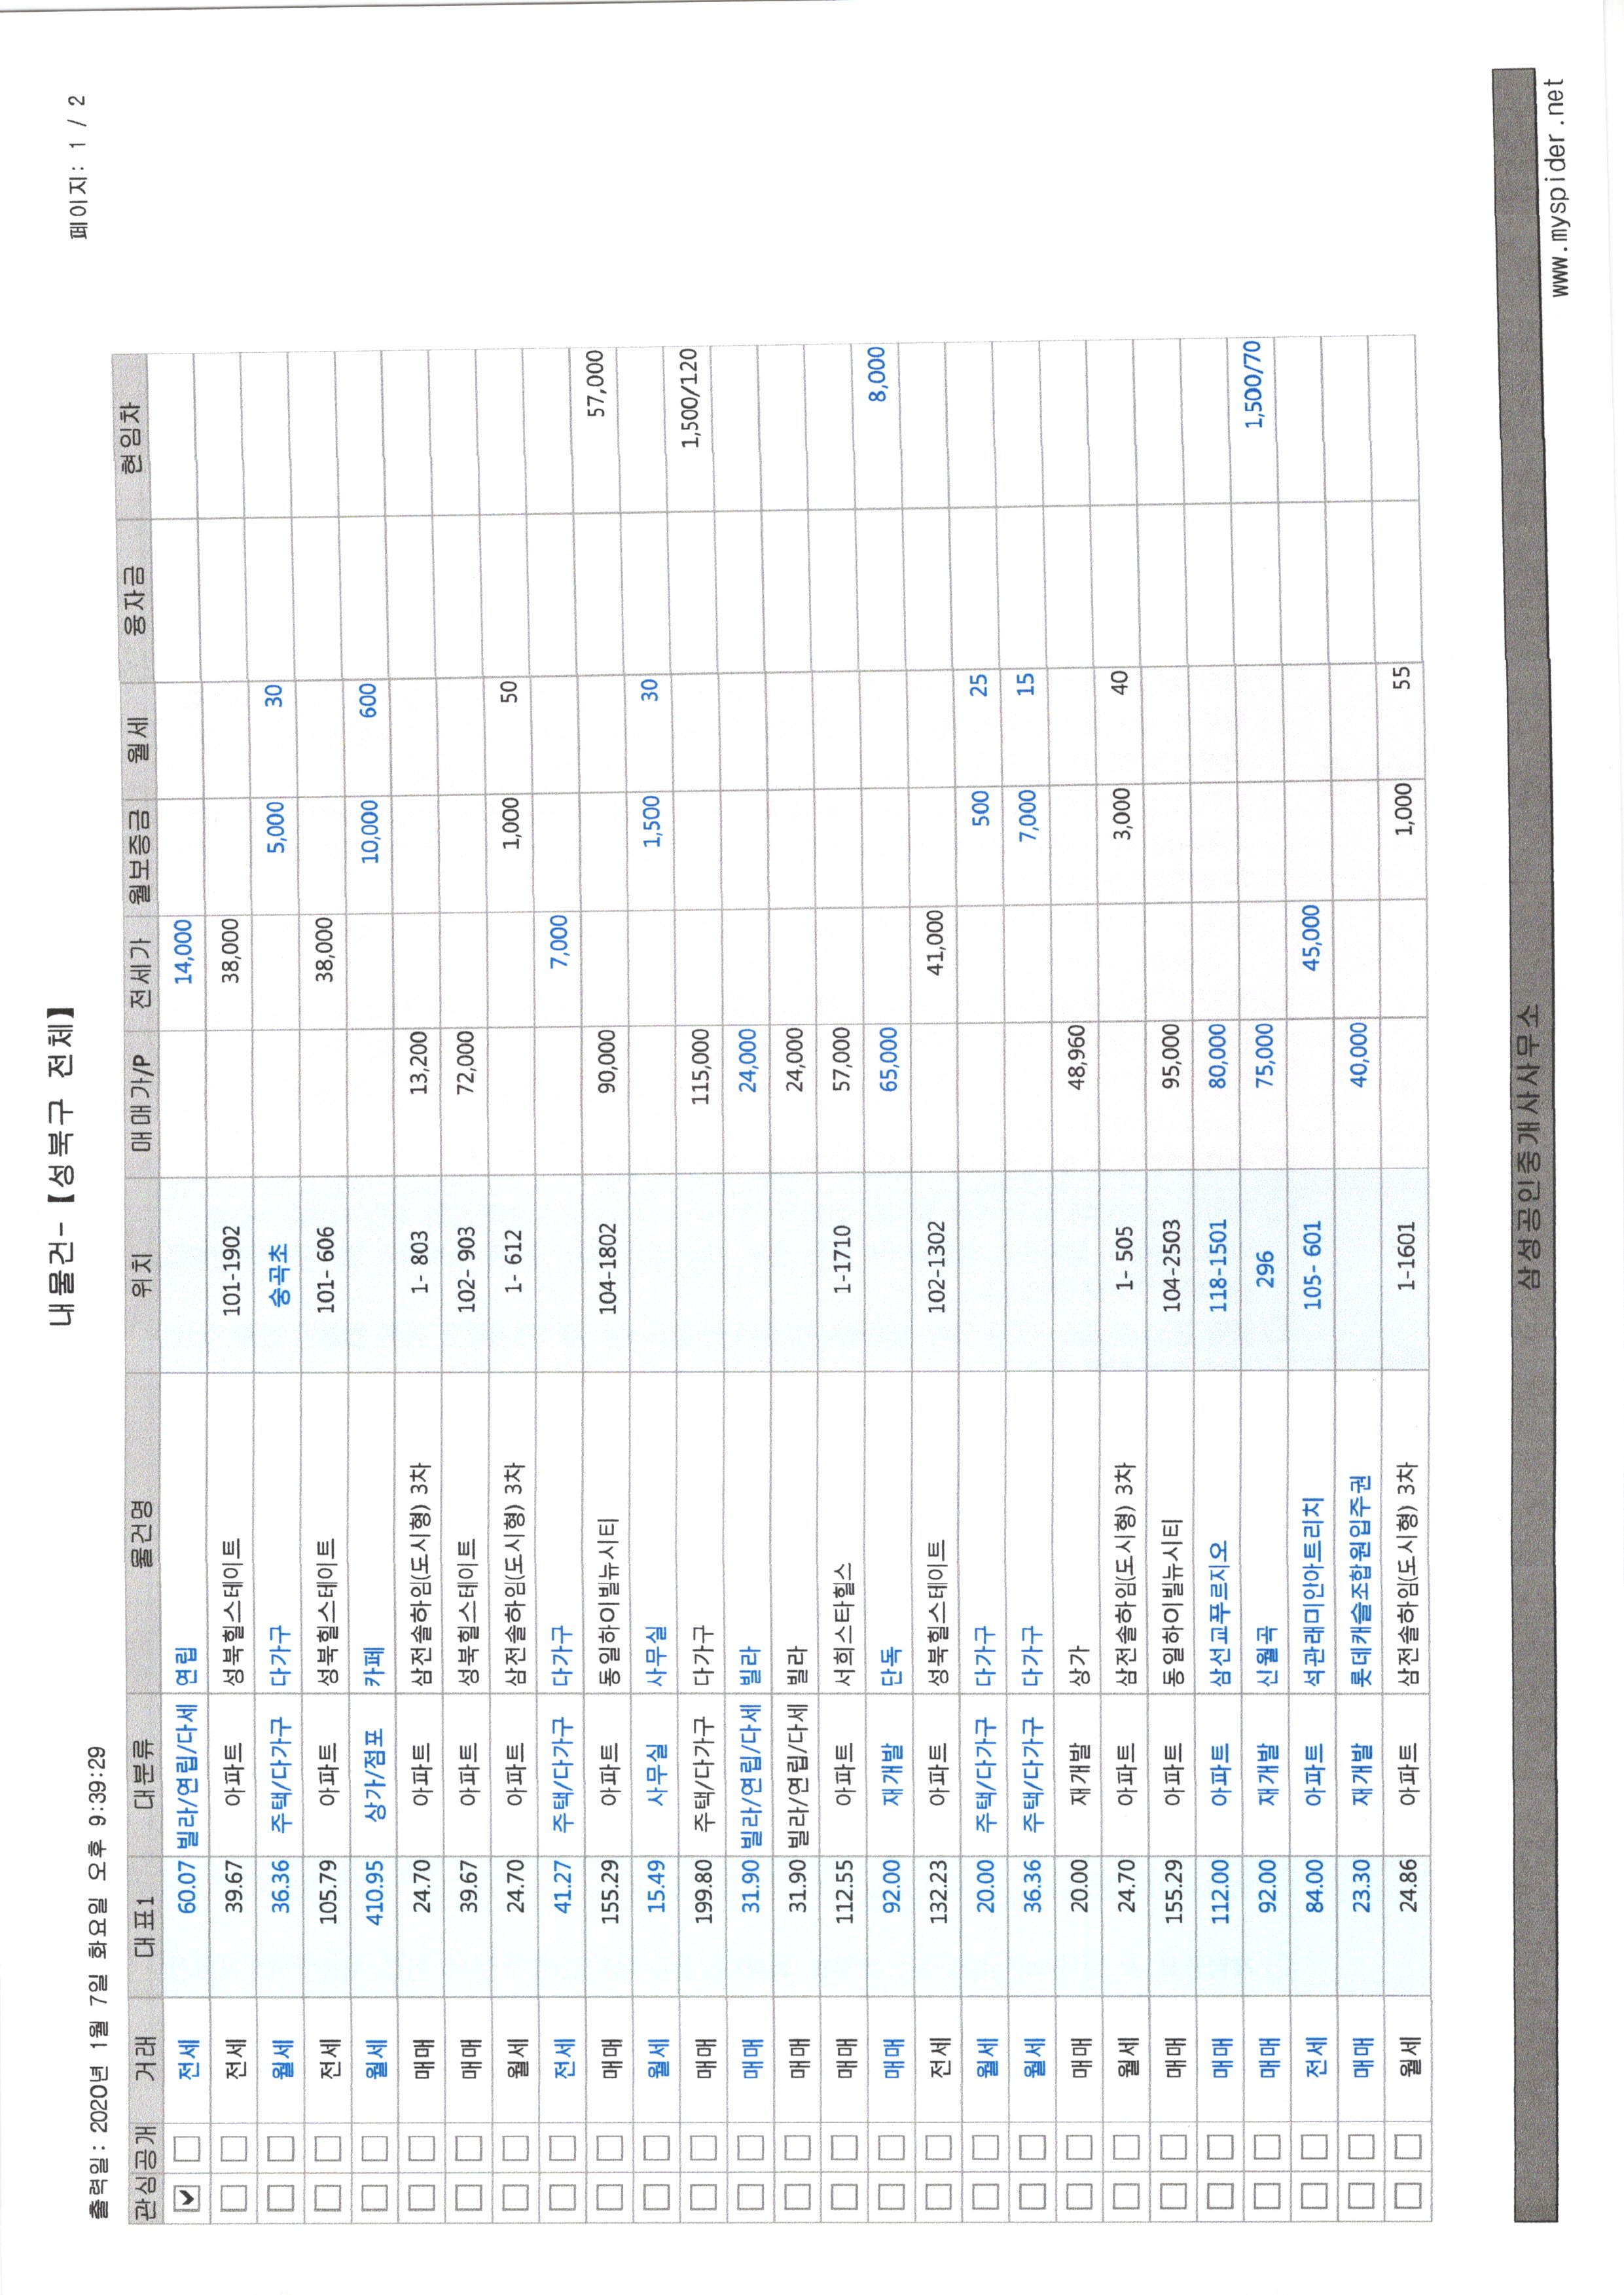 내물건-【성북구 전체】
출력일: 2020년 1월 7일 화요일 오후 9:39:29
페이지: 1 / 2
관심 공개 거래 대표1 대분류 물건명 위치 매매가/P 전세가 월보증금 월세 융자금 현임차
전세 60.07 빌라/연립/다세 연립 14,000
전세 39.67 아파트 성북힐스테이트 101-1902 38,000
월세 36.36 주택/다가구 다가구 숭곡초 5,000 30
전세 105.79 아파트 성북힐스테이트 101- 606 38,000
월세 410.95 상가/점포 카페 10,000 600
매매 24.70 아파트 삼전솔하임(도시형) 3차 1- 803 13,200
매매 39.67 아파트 성북힐스테이트 102- 903 72,000
월세 24.70 아파트 삼전솔하임(도시형) 3차 1- 612 1,000 50
전세 41.27 주택/다가구 다가구 7,000
매매 155.29 아파트 동일하이빌뉴시티 104-1802 90,000 57,000
월세 15.49 사무실 사무실 1,500 30
매매 199.80 주택/다가구 다가구 115,000 1,500/120
매매 31.90 빌라/연립/다세 빌라 24,000
매매 31.90 빌라/연립/다세 빌라 24,000
매매 112.55 아파트 서희스타힐스 1-1710 57,000
매매 92.00 재개발 단독 65,000 8,000
전세 132.23 아파트 성북힐스테이트 102-1302 41,000
월세 20.00 주택/다가구 다가구 500 25
월세 36.36 주택/다가구 다가구 7,000 15
매매 20.00 재개발 상가 48,960
월세 24.70 아파트 삼전솔하임(도시형) 3차 1- 505 3,000 40
매매 155.29 아파트 동일하이빌뉴시티 104-2503 95,000
매매 112.00 아파트 삼선교푸르지오 118-1501 80,000
매매 92.00 재개발 신월곡 296 75,000 1,500/70
전세 84.00 아파트 석관래미안아트리치 105- 601 45,000
매매 23.30 재개발 롯데캐슬조합원입주권 40,000
월세 24.86 아파트 삼전솔하임(도시형) 3차 1-1601 1,000 55
삼성공인중개사사무소
www.myspider.net